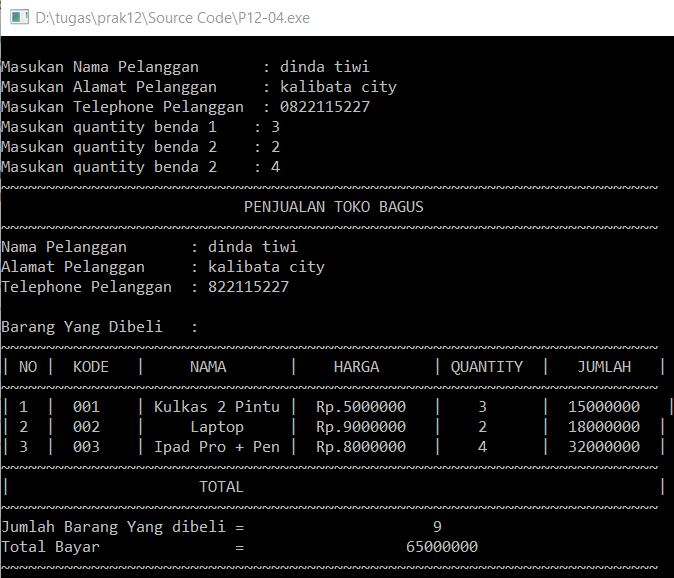 D:\tugas\prak12\Source Code\P12-04.exe
Masukan Nama Pelanggan       : dinda tiwi
Masukan Alamat Pelanggan     : kalibata city
Masukan Telephone Pelanggan  : 0822115227
Masukan quantity benda 1    : 3
Masukan quantity benda 2    : 2
Masukan quantity benda 2    : 4
~~~~~~~~~~~~~~~~~~~~~~~~~~~~~~~~~~~~~~~~~~~~~~~~~~~~~~~~~~~~~~~~~~~~~~~~~
                           PENJUALAN TOKO BAGUS
~~~~~~~~~~~~~~~~~~~~~~~~~~~~~~~~~~~~~~~~~~~~~~~~~~~~~~~~~~~~~~~~~~~~~~~~~
Nama Pelanggan       : dinda tiwi
Alamat Pelanggan     : kalibata city
Telephone Pelanggan  : 822115227
Barang Yang Dibeli   :
~~~~~~~~~~~~~~~~~~~~~~~~~~~~~~~~~~~~~~~~~~~~~~~~~~~~~~~~~~~~~~~~~~~~~~~~~
| NO |  KODE   |     NAMA       |    HARGA      | QUANTITY  |   JUMLAH   |
~~~~~~~~~~~~~~~~~~~~~~~~~~~~~~~~~~~~~~~~~~~~~~~~~~~~~~~~~~~~~~~~~~~~~~~~~
| 1  |  001    | Kulkas 2 Pintu |  Rp.5000000   |    3      |  15000000   |
| 2  |  002    |     Laptop     |  Rp.9000000   |    2      |  18000000  |
| 3  |  003    | Ipad Pro + Pen |  Rp.8000000   |    4      |  32000000  |
~~~~~~~~~~~~~~~~~~~~~~~~~~~~~~~~~~~~~~~~~~~~~~~~~~~~~~~~~~~~~~~~~~~~~~~~~
|                     TOTAL                                              |
~~~~~~~~~~~~~~~~~~~~~~~~~~~~~~~~~~~~~~~~~~~~~~~~~~~~~~~~~~~~~~~~~~~~~~~~~
Jumlah Barang Yang dibeli =                     9
Total Bayar               =                  65000000
~~~~~~~~~~~~~~~~~~~~~~~~~~~~~~~~~~~~~~~~~~~~~~~~~~~~~~~~~~~~~~~~~~~~~~~~~